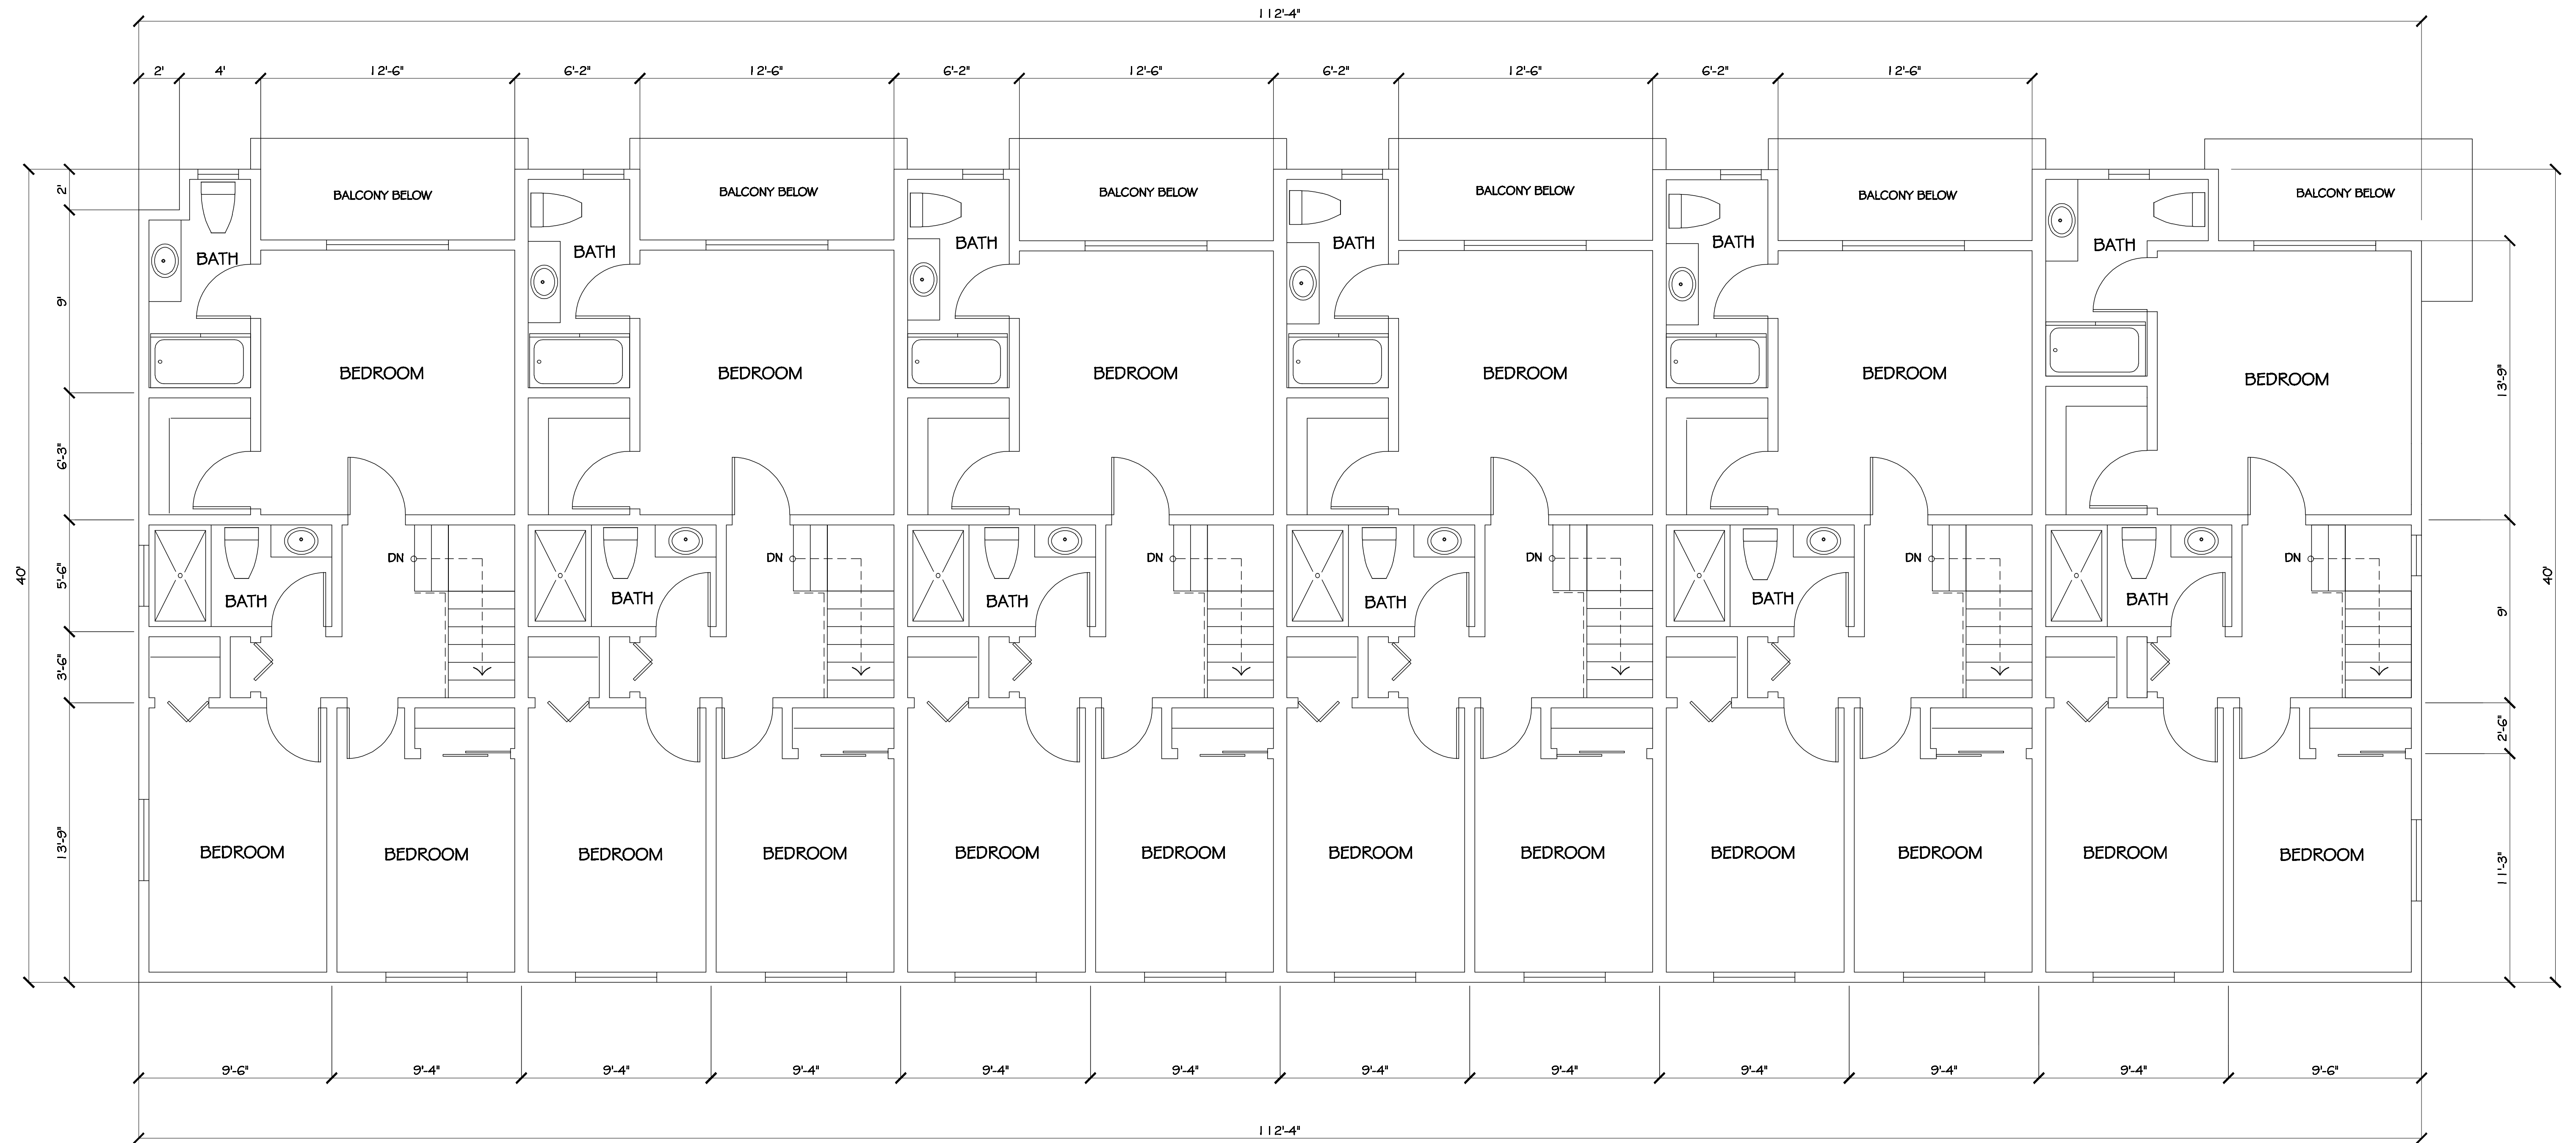 112'-4"
2' 4' 12'-6" 6'-2" 12'-6" 6'-2" 12'-6" 6'-2" 12'-6" 6'-2" 12'-6"
BALCONY BELOW BALCONY BELOW BALCONY BELOW BALCONY BELOW BALCONY BELOW BALCONY BELOW
2'
BATH BATH BATH BATH BATH BATH
9'
BEDROOM BEDROOM BEDROOM BEDROOM BEDROOM BEDROOM
13'-9"
6'-3"
DN DN DN DN DN DN
40' 5'-6" 40'
BATH BATH BATH BATH BATH BATH
9'
3'-6"
2'-6"
13'-9" BEDROOM BEDROOM BEDROOM BEDROOM BEDROOM BEDROOM BEDROOM BEDROOM BEDROOM BEDROOM BEDROOM BEDROOM 11'-3"
9'-6" 9'-4" 9'-4" 9'-4" 9'-4" 9'-4" 9'-4" 9'-4" 9'-4" 9'-4" 9'-4" 9'-6"
112'-4"